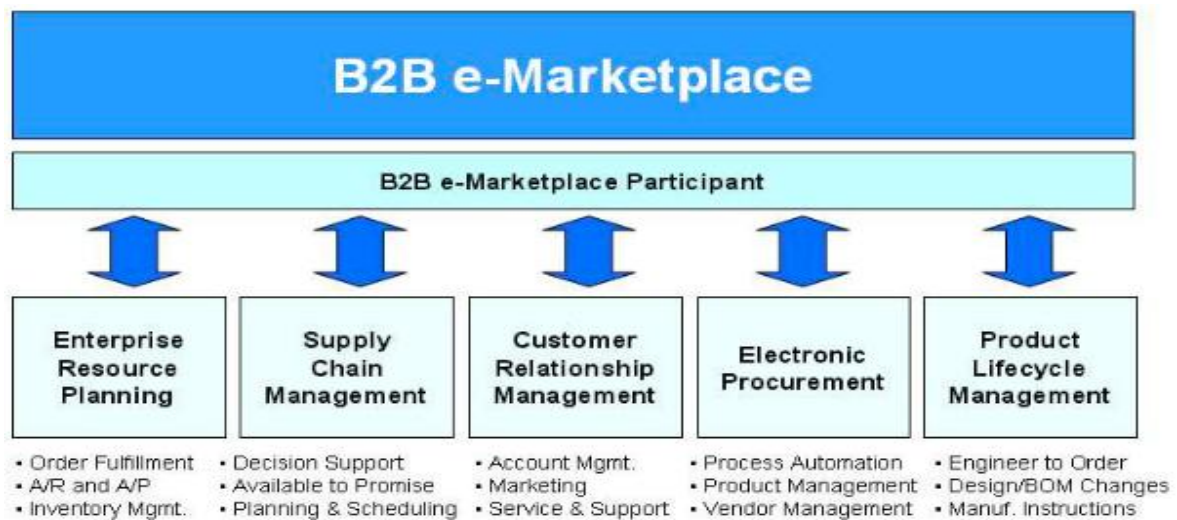 B2B e-Marketplace
B2B e-Marketplace Participant
Enterprise
Resource
Planning
Supply
Chain
Management
Customer
Relationship
Management
Electronic
Procurement
Product
Lifecycle
Management
▪ Order Fulfillment
▪ A/R and A/P
▪ Inventory Mgmt.
▪ Decision Support
▪ Available to Promise
▪ Planning & Scheduling
▪ Account Mgmt.
▪ Marketing
▪ Service & Support
▪ Process Automation
▪ Product Management
▪ Vendor Management
▪ Engineer to Order
▪ Design/BOM Changes
▪ Manuf. Instructions